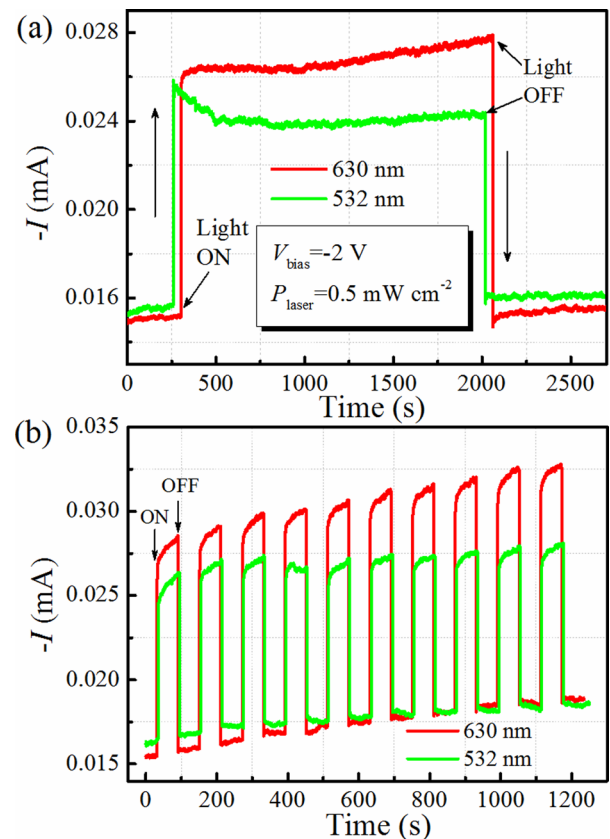 (a)
0.028
0.024
0.020
0.016
-I (mA)
Light
OFF
630 nm
532 nm
Light
ON
V_bias=-2 V
P_laser=0.5 mW cm⁻²
0 500 1000 1500 2000 2500
Time (s)
(b)
0.035
0.030
0.025
0.020
0.015
-I (mA)
ON OFF
630 nm
532 nm
0 200 400 600 800 1000 1200
Time (s)